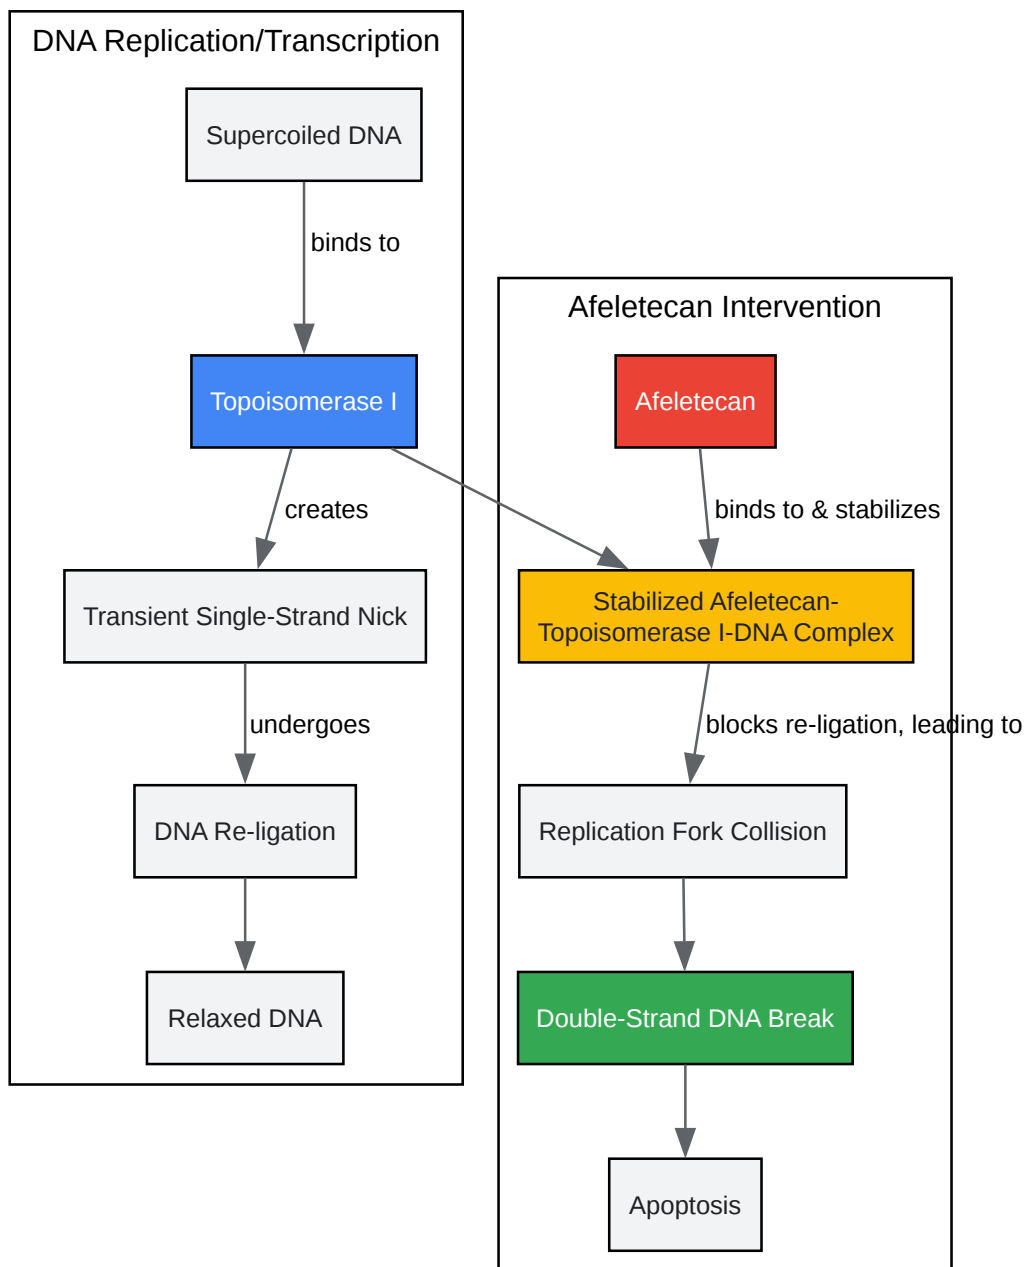 DNA Replication/Transcription
Supercoiled DNA
binds to
Topoisomerase I
creates
Transient Single-Strand Nick
undergoes
DNA Re-ligation
Relaxed DNA
Afeletecan Intervention
Afeletecan
binds to & stabilizes
Stabilized Afeletecan-
Topoisomerase I-DNA Complex
blocks re-ligation, leading to
Replication Fork Collision
Double-Strand DNA Break
Apoptosis